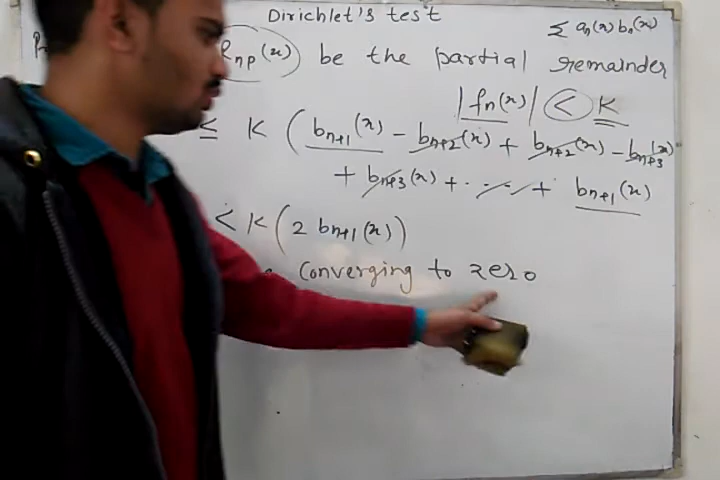 Dirichlet's test
Σ aₙ(x) bₙ(x)
Rₙₚ(x) be the partial remainder
|fₙ(x)| < K
≤ K (bₙ₊₁(x) - bₙ₊₂(x) + bₙ₊₂(x) - bₙ₊₃(x)
+ bₙ₊₃(x) + ... + bₙ₊₁(x)
< K (2 bₙ₊₁(x))
Converging to zero